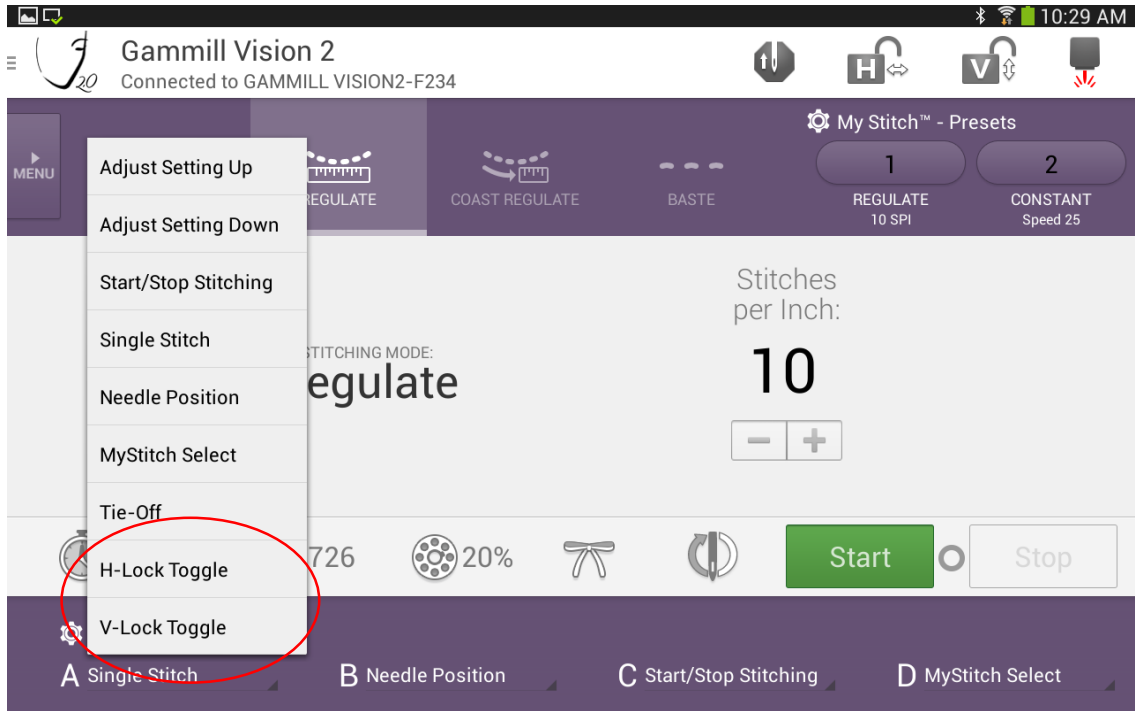 10:29 AM
20
Gammill Vision 2
Connected to GAMMILL VISION2-F234
H
V
MENU
REGULATE
COAST REGULATE
BASTE
My Stitch™ - Presets
1
REGULATE
10 SPI
2
CONSTANT
Speed 25
Adjust Setting Up
Adjust Setting Down
Start/Stop Stitching
Single Stitch
Needle Position
MyStitch Select
Tie-Off
H-Lock Toggle
V-Lock Toggle
STITCHING MODE:
egulate
Stitches
per Inch:
10
726
20%
Start
Stop
A Single Stitch
B Needle Position
C Start/Stop Stitching
D MyStitch Select